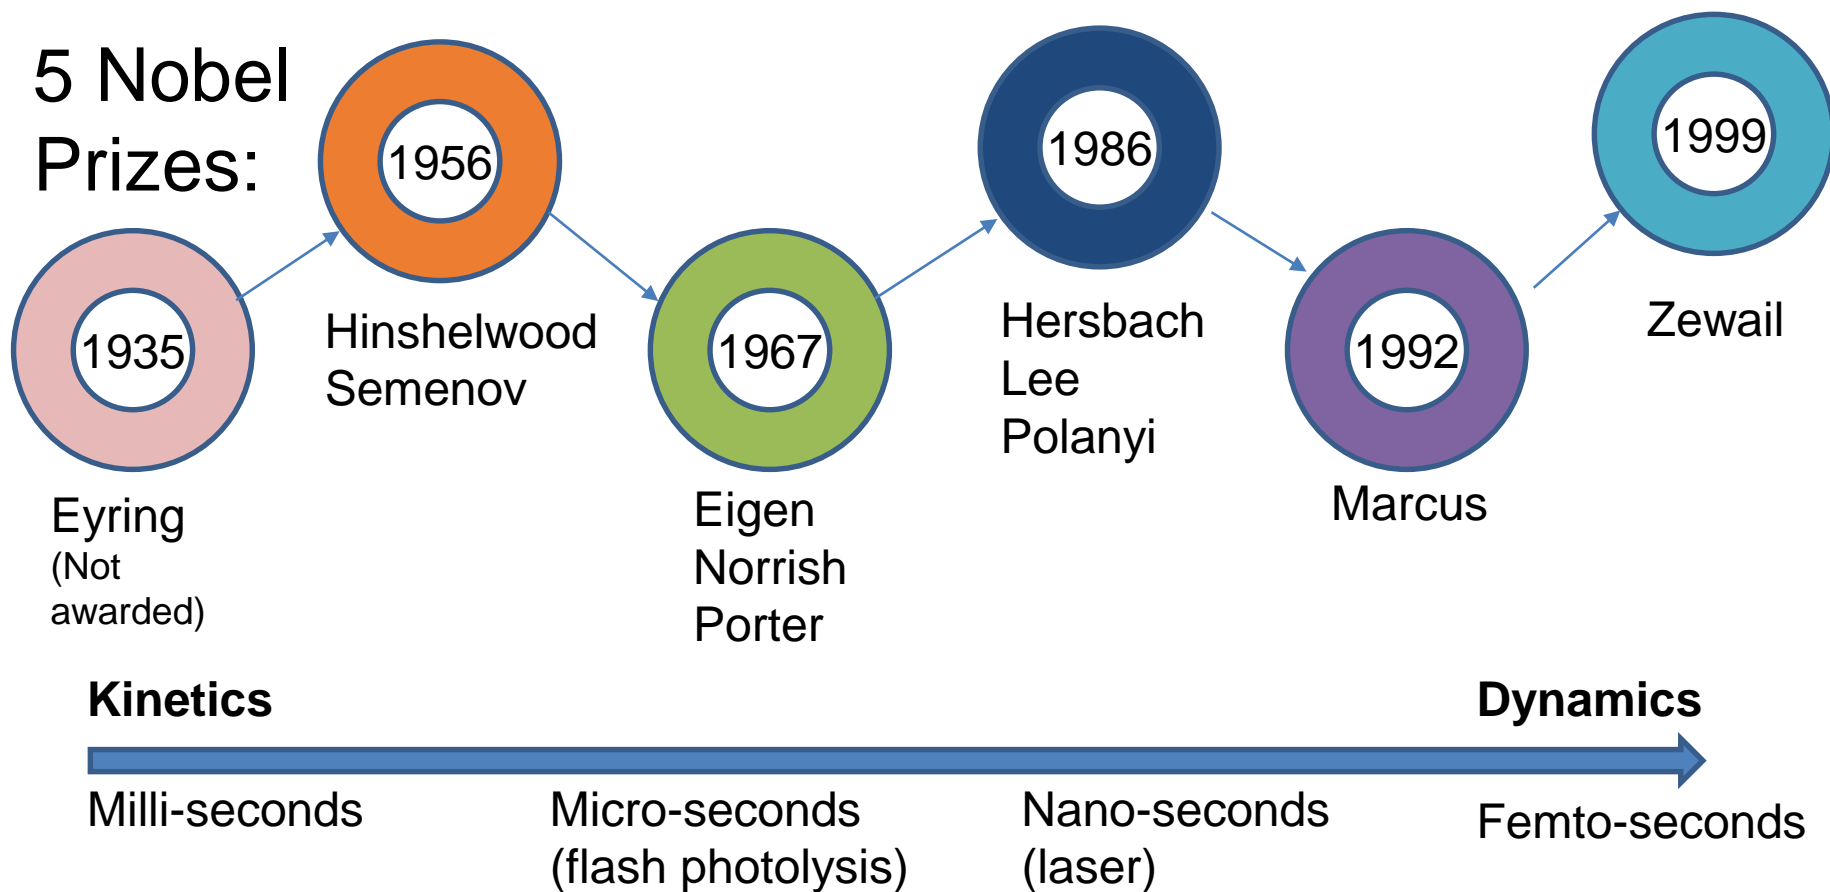 5 Nobel
Prizes:
1935
1956
1967
1986
1992
1999
Eyring
(Not
awarded)
Hinshelwood
Semenov
Eigen
Norrish
Porter
Hersbach
Lee
Polanyi
Marcus
Zewail
Kinetics
Dynamics
Milli-seconds
Micro-seconds
(flash photolysis)
Nano-seconds
(laser)
Femto-seconds